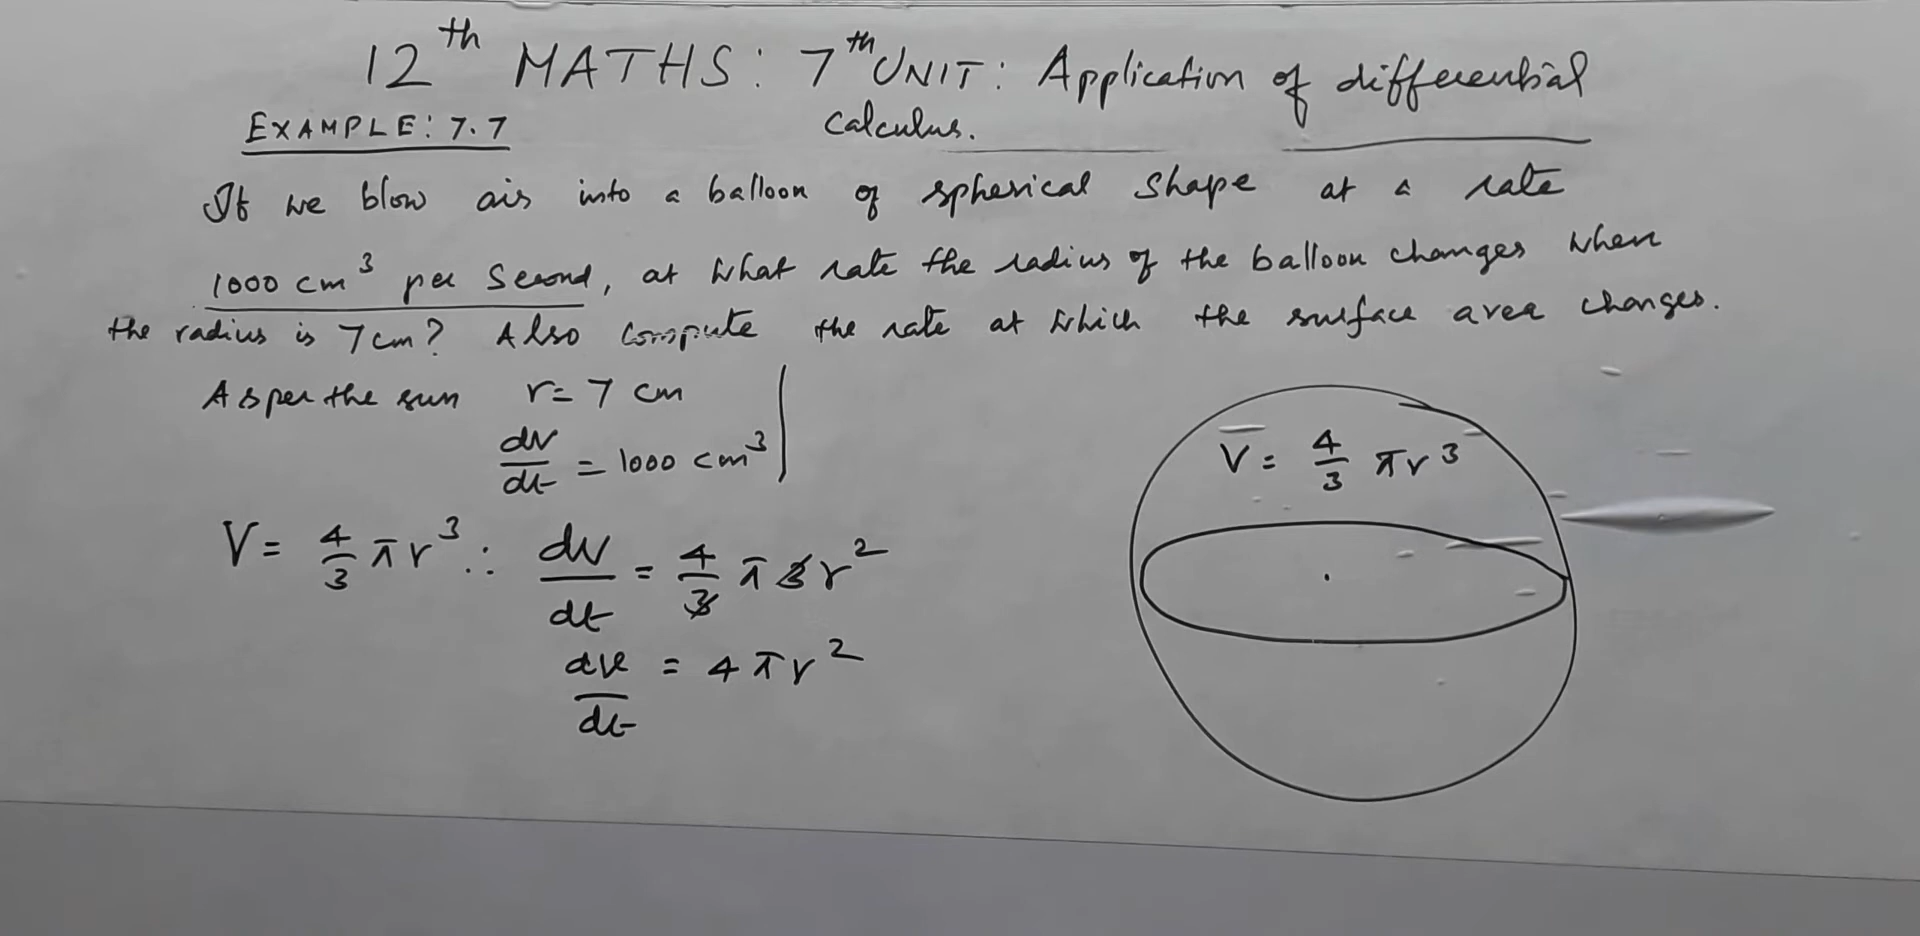 12th MATHS: 7th UNIT: Application of differential
calculus.
EXAMPLE: 7.7
If we blow air into a balloon of spherical shape at a rate
1000 cm³ per Second, at what rate the radius of the balloon changes when
the radius is 7cm? Also compute the rate at which the surface area changes.
As per the sum r = 7 cm
dv/dt = 1000 cm³
V = 4/3 πr³
V = 4/3 πr³ ∴ dv/dt = 4/3 π3r²
dv/dt = 4πr²